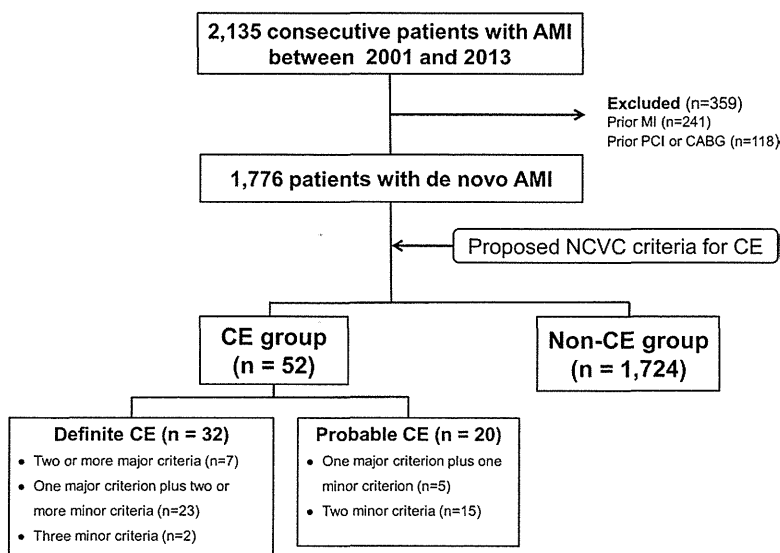 2,135 consecutive patients with AMI
between 2001 and 2013
Excluded (n=359)
Prior MI (n=241)
Prior PCI or CABG (n=118)
1,776 patients with de novo AMI
Proposed NCVC criteria for CE
CE group
(n = 52)
Non-CE group
(n = 1,724)
Definite CE (n = 32)
• Two or more major criteria (n=7)
• One major criterion plus two or
more minor criteria (n=23)
• Three minor criteria (n=2)
Probable CE (n = 20)
• One major criterion plus one
minor criterion (n=5)
• Two minor criteria (n=15)